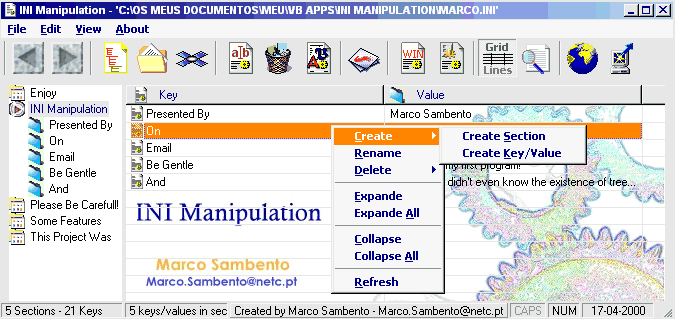 INI Manipulation - 'C:\OS MEUS DOCUMENTOS\MEU\VB APPS\INI MANIPULATION\MARCO.INI'
File Edit View About
ab
WIN
Grid
Lines
Key Value
Enjoy
INI Manipulation
Presented By
On
Email
Be Gentle
And
Please Be Carefull!
Some Features
This Project Was
Presented By Marco Sambento
On
Email
Be Gentle my first program!
And didn't even know the existence of tree...
Create
Rename
Delete
Expande
Expande All
Collapse
Collapse All
Refresh
Create Section
Create Key/Value
INI Manipulation
Marco Sambento
Marco.Sambento@netc.pt
5 Sections - 21 Keys 5 keys/values in sec Created by Marco Sambento - Marco.Sambento@netc.pt CAPS NUM 17-04-2000